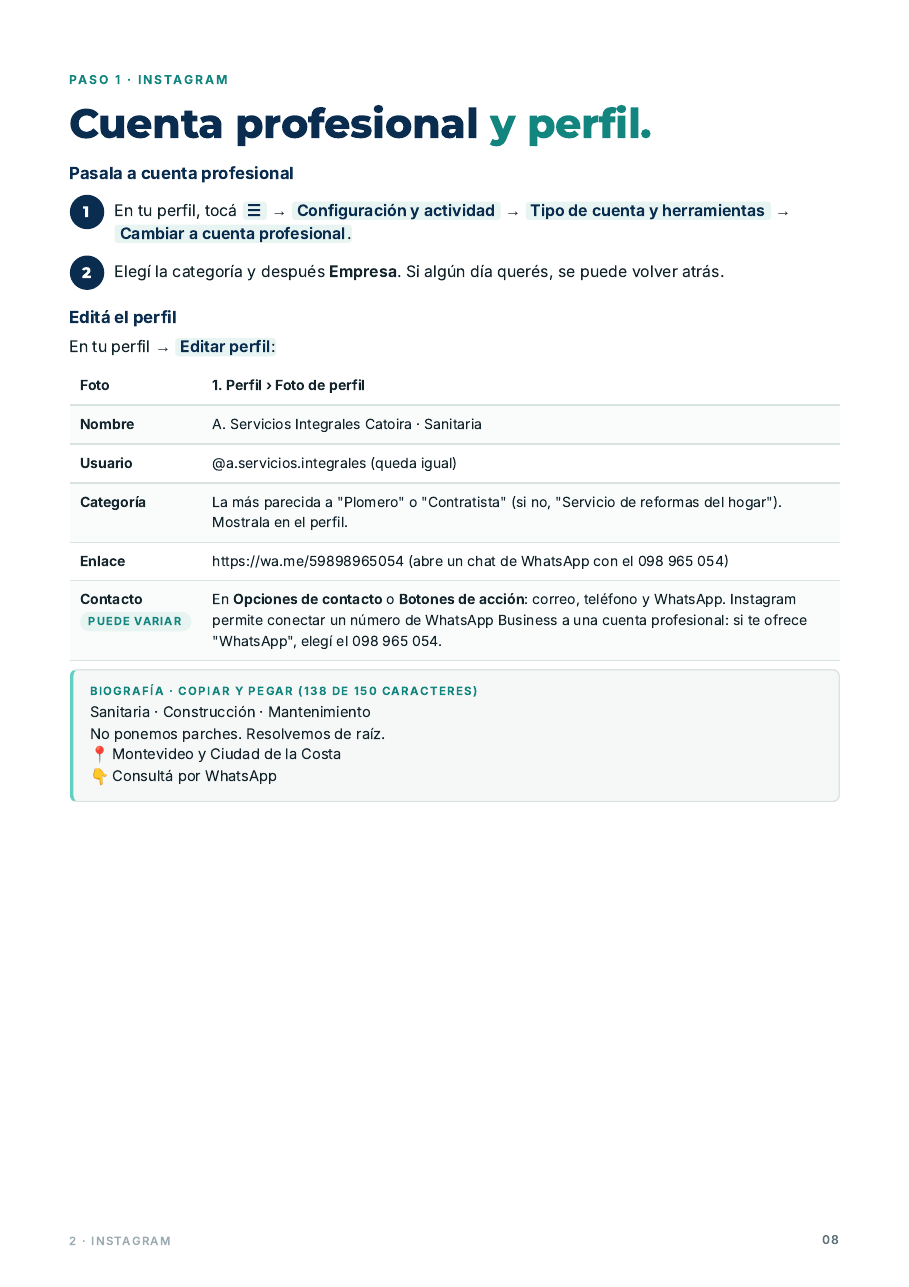 PASO 1 · INSTAGRAM
Cuenta profesional y perfil.
Pasala a cuenta profesional
1 En tu perfil, tocá ☰ → Configuración y actividad → Tipo de cuenta y herramientas →
Cambiar a cuenta profesional.
2 Elegí la categoría y después Empresa. Si algún día querés, se puede volver atrás.
Editá el perfil
En tu perfil → Editar perfil:
Foto 1. Perfil › Foto de perfil
Nombre A. Servicios Integrales Catoira · Sanitaria
Usuario @a.servicios.integrales (queda igual)
Categoría La más parecida a "Plomero" o "Contratista" (si no, "Servicio de reformas del hogar").
Mostrala en el perfil.
Enlace https://wa.me/59898965054 (abre un chat de WhatsApp con el 098 965 054)
Contacto En Opciones de contacto o Botones de acción: correo, teléfono y WhatsApp. Instagram
PUEDE VARIAR permite conectar un número de WhatsApp Business a una cuenta profesional: si te ofrece
"WhatsApp", elegí el 098 965 054.
BIOGRAFÍA · COPIAR Y PEGAR (138 DE 150 CARACTERES)
Sanitaria · Construcción · Mantenimiento
No ponemos parches. Resolvemos de raíz.
📍 Montevideo y Ciudad de la Costa
👇 Consultá por WhatsApp
2 · INSTAGRAM 08